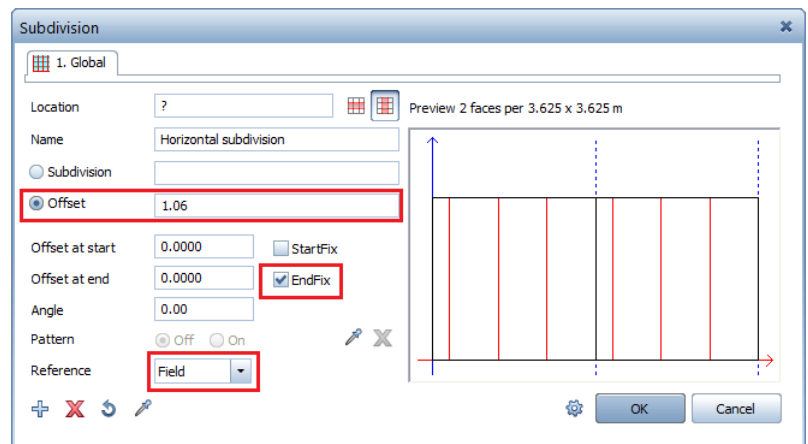 Subdivision
1. Global
Location ? Preview 2 faces per 3.625 x 3.625 m
Name Horizontal subdivision
Subdivision
Offset 1.06
Offset at start 0.0000 StartFix
Offset at end 0.0000 EndFix
Angle 0.00
Pattern Off On
Reference Field
OK Cancel